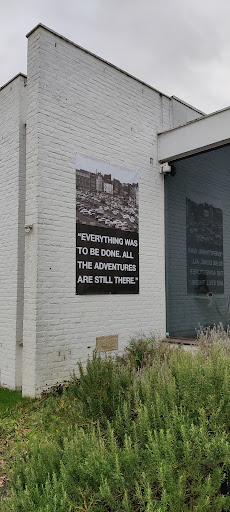 "EVERYTHING WAS
TO BE DONE. ALL
THE ADVENTURES
ARE STILL THERE."